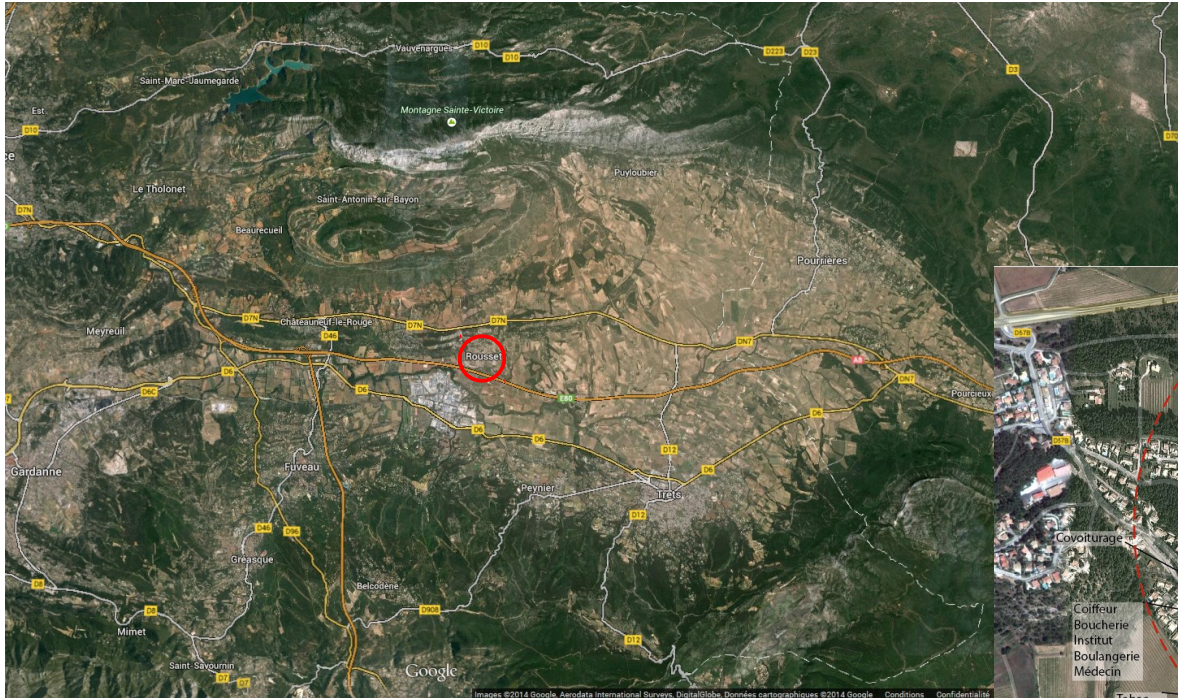 Vauvenargues
D10
D10
D223
D23
D3
Saint-Marc-Jaumegarde
Est.
D10
Montagne Sainte-Victoire
D70
ce
Le Tholonet
Puyloubier
D7N
Saint-Antonin-sur-Bayon
Beaurecueil
Pourrières
D7N
Châteauneuf-le-Rouge
D7N
D7N
Meyreuil
D46
DN7
D57B
Rousset
A8
D6
D6C
D6
E80
DN7
Pourcieux
D6
D6
D6
D57B
D12
D6
Gardanne
Fuveau
Peynier
Trets
D12
D46
D96
Covoiturage
Gréasque
D8
Belcodène
D8
D908
Mimet
D12
Coiffeur
Boucherie
Institut
Boulangerie
Médecin
Saint-Savournin
D7
D7
Google
Images ©2014 Google, Aerodata International Surveys, DigitalGlobe, Données cartographiques ©2014 Google Conditions Confidentialité